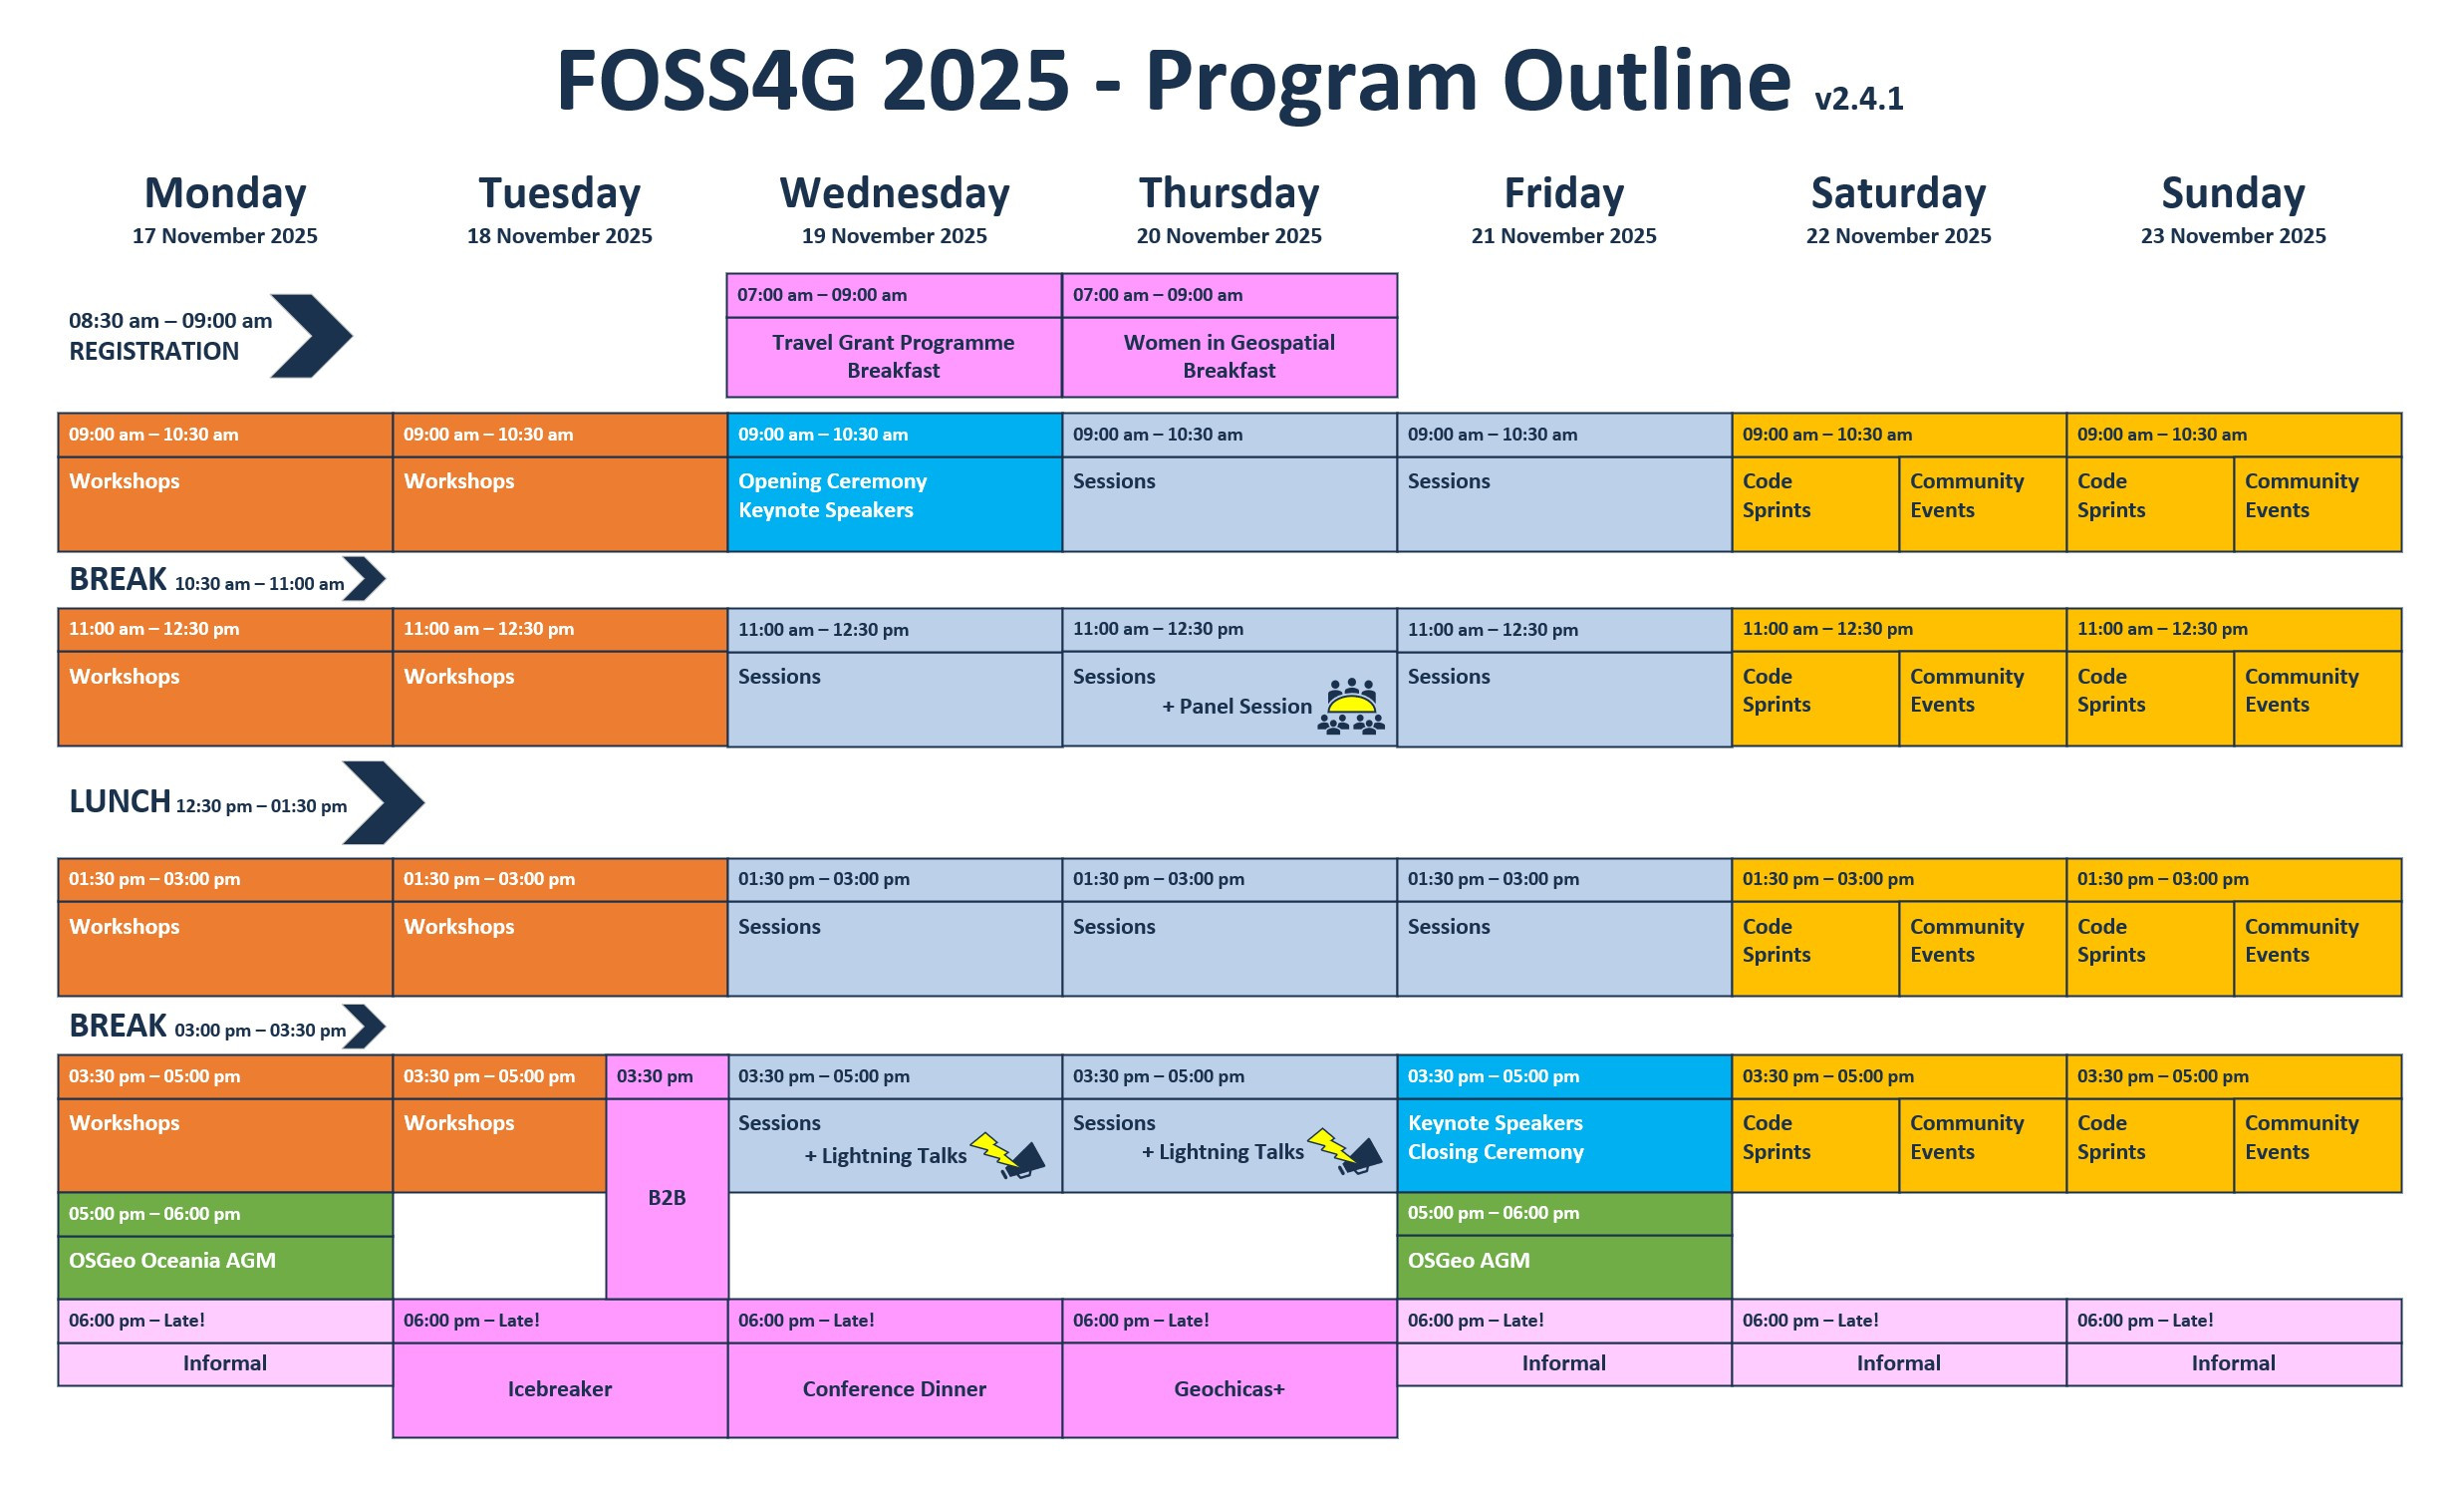 FOSS4G 2025 - Program Outline v2.4.1
Monday
17 November 2025
Tuesday
18 November 2025
Wednesday
19 November 2025
Thursday
20 November 2025
Friday
21 November 2025
Saturday
22 November 2025
Sunday
23 November 2025
08:30 am – 09:00 am
REGISTRATION
07:00 am – 09:00 am
Travel Grant Programme
Breakfast
07:00 am – 09:00 am
Women in Geospatial
Breakfast
09:00 am – 10:30 am
Workshops
09:00 am – 10:30 am
Workshops
09:00 am – 10:30 am
Opening Ceremony
Keynote Speakers
09:00 am – 10:30 am
Sessions
09:00 am – 10:30 am
Sessions
09:00 am – 10:30 am
Code
Sprints
Community
Events
09:00 am – 10:30 am
Code
Sprints
Community
Events
BREAK 10:30 am – 11:00 am
11:00 am – 12:30 pm
Workshops
11:00 am – 12:30 pm
Workshops
11:00 am – 12:30 pm
Sessions
11:00 am – 12:30 pm
Sessions
+ Panel Session
11:00 am – 12:30 pm
Sessions
11:00 am – 12:30 pm
Code
Sprints
Community
Events
11:00 am – 12:30 pm
Code
Sprints
Community
Events
LUNCH 12:30 pm – 01:30 pm
01:30 pm – 03:00 pm
Workshops
01:30 pm – 03:00 pm
Workshops
01:30 pm – 03:00 pm
Sessions
01:30 pm – 03:00 pm
Sessions
01:30 pm – 03:00 pm
Sessions
01:30 pm – 03:00 pm
Code
Sprints
Community
Events
01:30 pm – 03:00 pm
Code
Sprints
Community
Events
BREAK 03:00 pm – 03:30 pm
03:30 pm – 05:00 pm
Workshops
03:30 pm – 05:00 pm
Workshops
03:30 pm
B2B
03:30 pm – 05:00 pm
Sessions
+ Lightning Talks
03:30 pm – 05:00 pm
Sessions
+ Lightning Talks
03:30 pm – 05:00 pm
Keynote Speakers
Closing Ceremony
03:30 pm – 05:00 pm
Code
Sprints
Community
Events
03:30 pm – 05:00 pm
Code
Sprints
Community
Events
05:00 pm – 06:00 pm
OSGeo Oceania AGM
05:00 pm – 06:00 pm
OSGeo AGM
06:00 pm – Late!
Informal
06:00 pm – Late!
Icebreaker
06:00 pm – Late!
Conference Dinner
06:00 pm – Late!
Geochicas+
06:00 pm – Late!
Informal
06:00 pm – Late!
Informal
06:00 pm – Late!
Informal